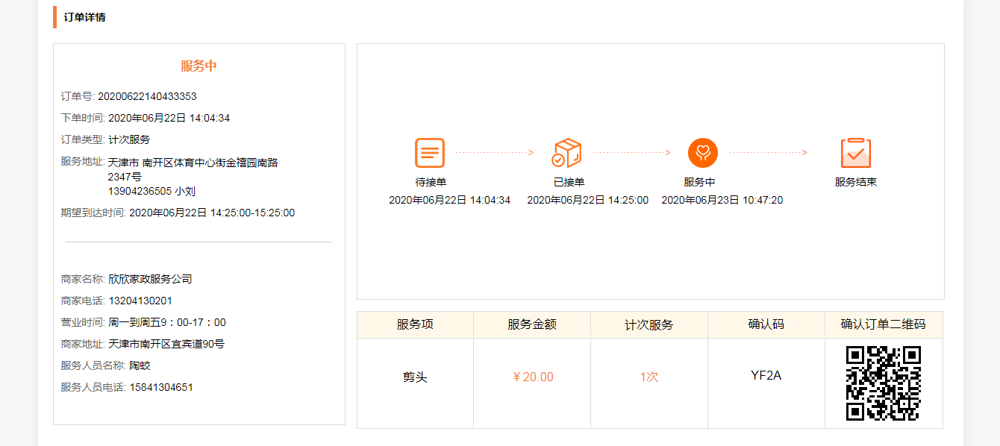 订单详情
服务中
订单号: 20200622140433353
下单时间: 2020年06月22日 14:04:34
订单类型: 计次服务
服务地址: 天津市 南开区体育中心街金禧园南路
2347号
13904236505 小刘
期望到达时间: 2020年06月22日 14:25:00-15:25:00
商家名称: 欣欣家政服务公司
商家电话: 13204130201
营业时间: 周一到周五9：00-17：00
商家地址: 天津市南开区宜宾道90号
服务人员名称: 陶蛟
服务人员电话: 15841304651
待接单 已接单 服务中 服务结束
2020年06月22日 14:04:34 2020年06月22日 14:25:00 2020年06月23日 10:47:20
服务项 服务金额 计次服务 确认码 确认订单二维码
剪头 ￥20.00 1次 YF2A